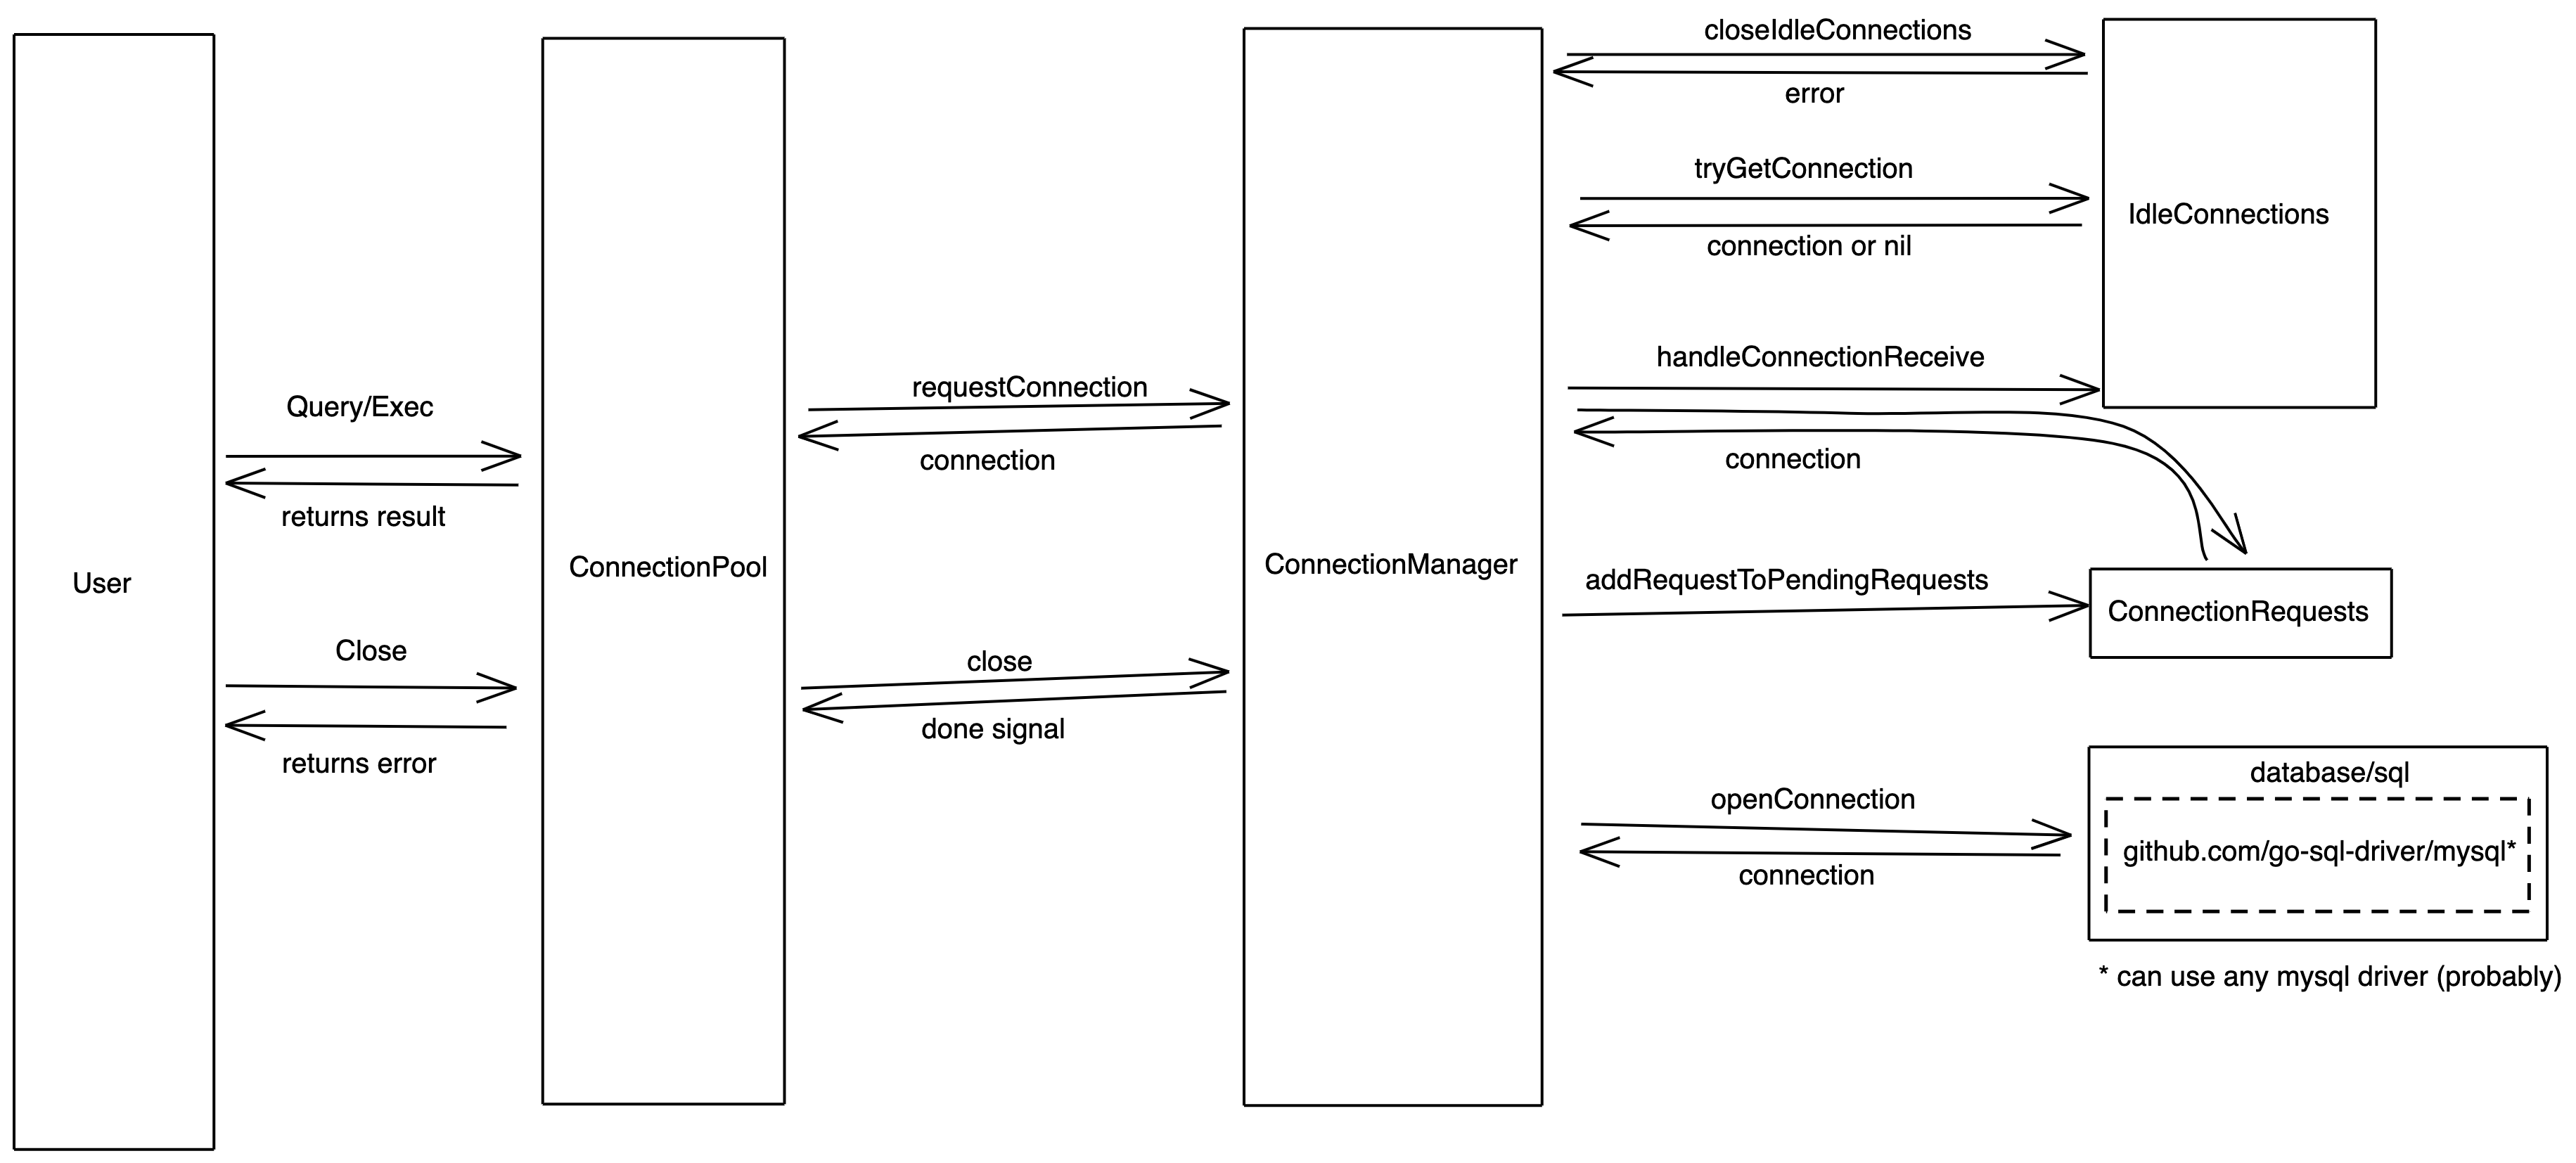 User
Query/Exec
returns result
Close
returns error
ConnectionPool
requestConnection
connection
close
done signal
ConnectionManager
closeIdleConnections
error
tryGetConnection
connection or nil
handleConnectionReceive
connection
addRequestToPendingRequests
openConnection
connection
IdleConnections
ConnectionRequests
database/sql
github.com/go-sql-driver/mysql*
* can use any mysql driver (probably)